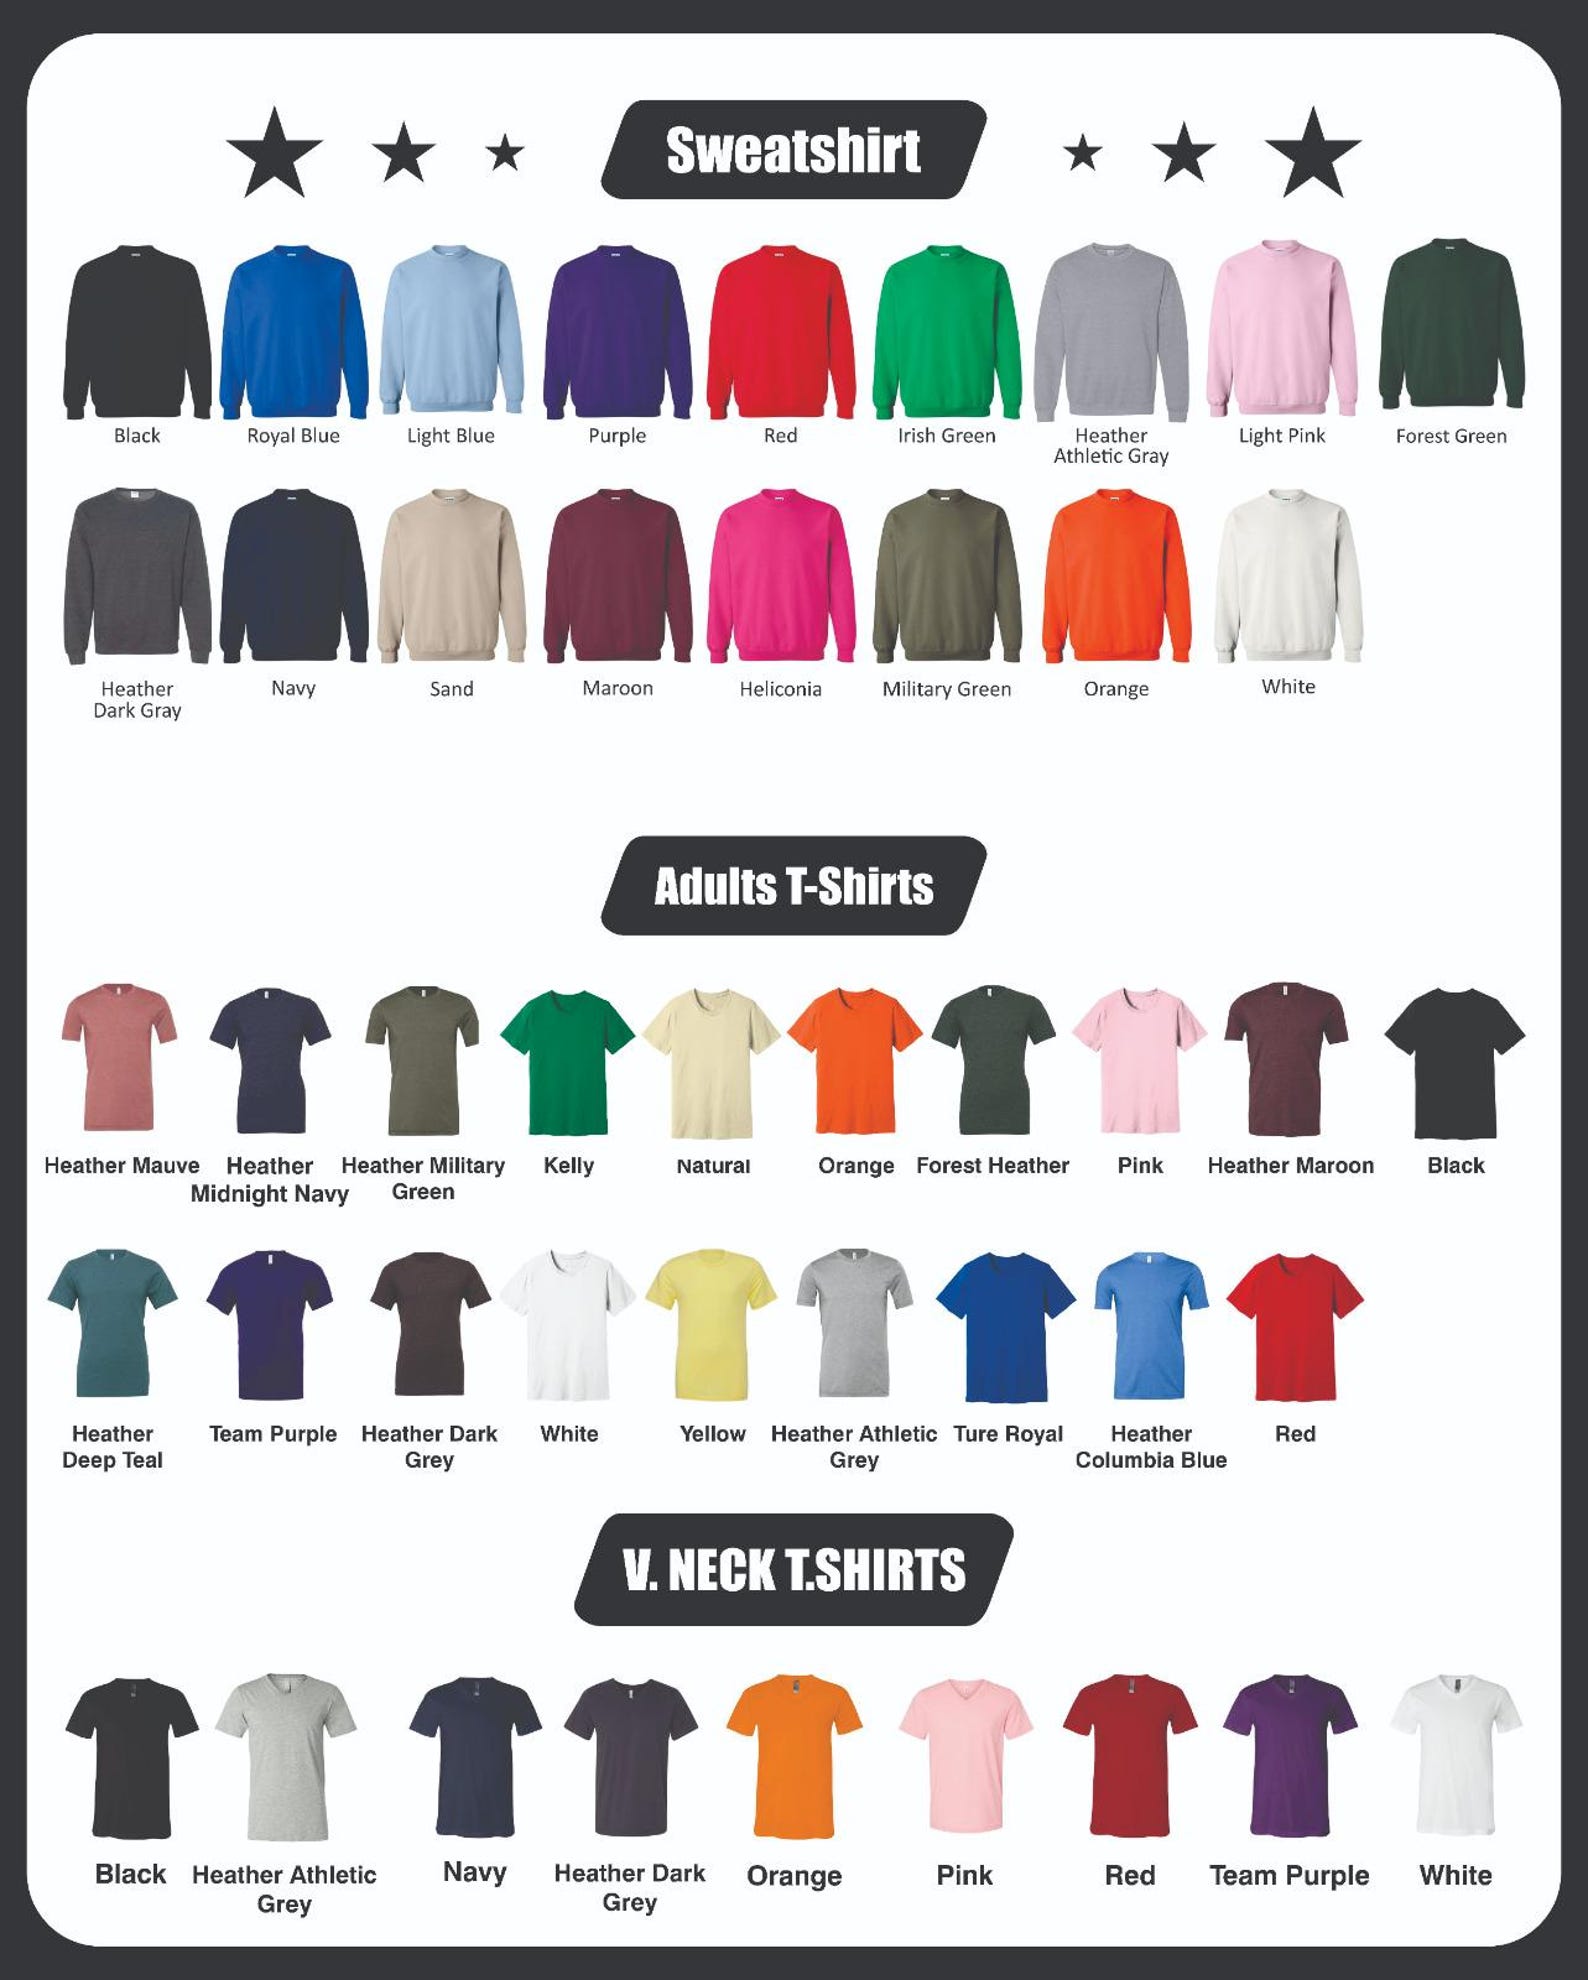 Sweatshirt
Black
Royal Blue
Light Blue
Purple
Red
Irish Green
Heather
Athletic Gray
Light Pink
Forest Green
Heather
Dark Gray
Navy
Sand
Maroon
Heliconia
Military Green
Orange
White
Adults T-Shirts
Heather Mauve
Heather
Midnight Navy
Heather Military
Green
Kelly
Natural
Orange
Forest Heather
Pink
Heather Maroon
Black
Heather
Deep Teal
Team Purple
Heather Dark
Grey
White
Yellow
Heather Athletic
Grey
Ture Royal
Heather
Columbia Blue
Red
V. NECK T.SHIRTS
Black
Heather Athletic
Grey
Navy
Heather Dark
Grey
Orange
Pink
Red
Team Purple
White